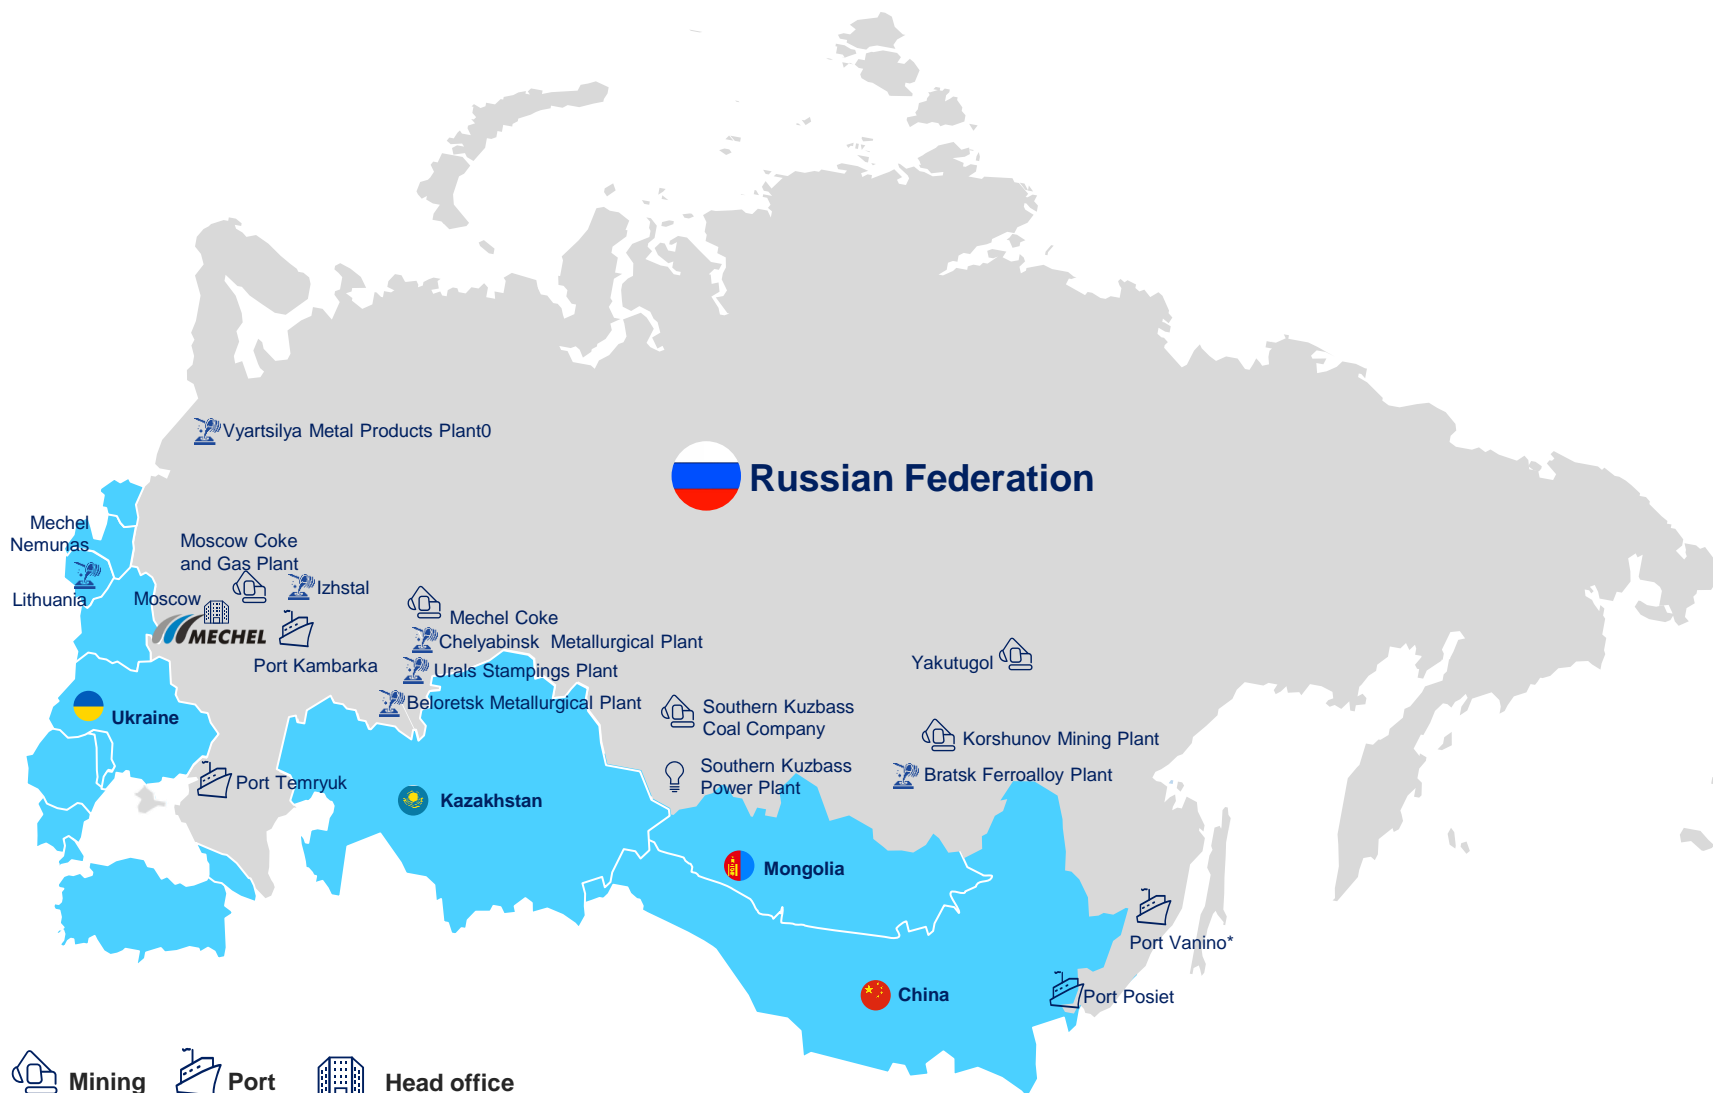 Vyartsilya Metal Products Plant0
Russian Federation
Mechel
Nemunas
Lithuania
Moscow Coke
and Gas Plant
Moscow
MECHEL
Izhstal
Port Kambarka
Mechel Coke
Chelyabinsk Metallurgical Plant
Urals Stampings Plant
Beloretsk Metallurgical Plant
Yakutugol
Ukraine
Southern Kuzbass
Coal Company
Korshunov Mining Plant
Southern Kuzbass
Power Plant
Bratsk Ferroalloy Plant
Port Temryuk
Kazakhstan
Mongolia
Port Vanino*
China
Port Posiet
Mining
Port
Head office